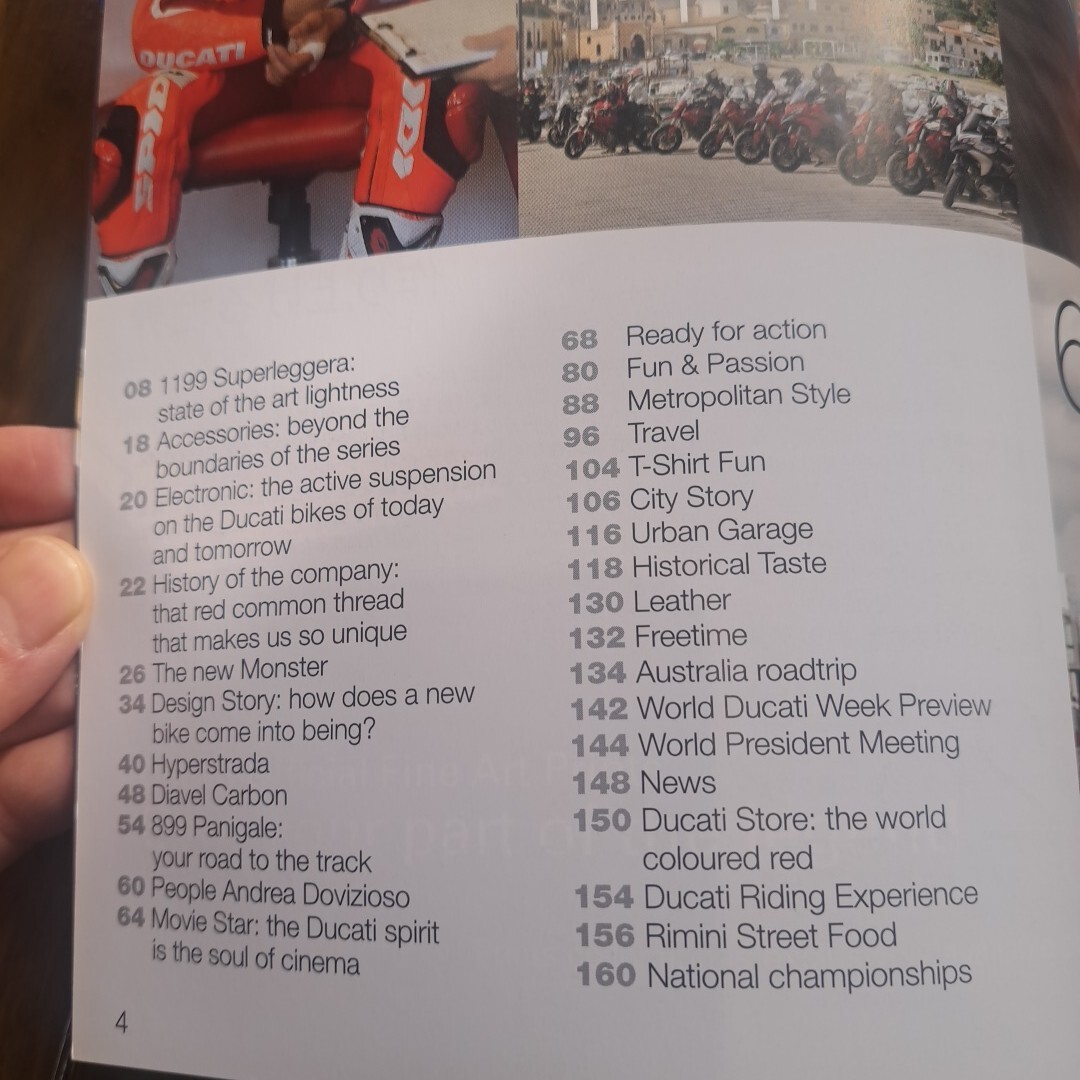 DUCATI
SPIDI
08 1199 Superleggera:
state of the art lightness
18 Accessories: beyond the
boundaries of the series
20 Electronic: the active suspension
on the Ducati bikes of today
and tomorrow
22 History of the company:
that red common thread
that makes us so unique
26 The new Monster
34 Design Story: how does a new
bike come into being?
40 Hyperstrada
48 Diavel Carbon
54 899 Panigale:
your road to the track
60 People Andrea Dovizioso
64 Movie Star: the Ducati spirit
is the soul of cinema
68 Ready for action
80 Fun & Passion
88 Metropolitan Style
96 Travel
104 T-Shirt Fun
106 City Story
116 Urban Garage
118 Historical Taste
130 Leather
132 Freetime
134 Australia roadtrip
142 World Ducati Week Preview
144 World President Meeting
148 News
150 Ducati Store: the world
coloured red
154 Ducati Riding Experience
156 Rimini Street Food
160 National championships
4
6